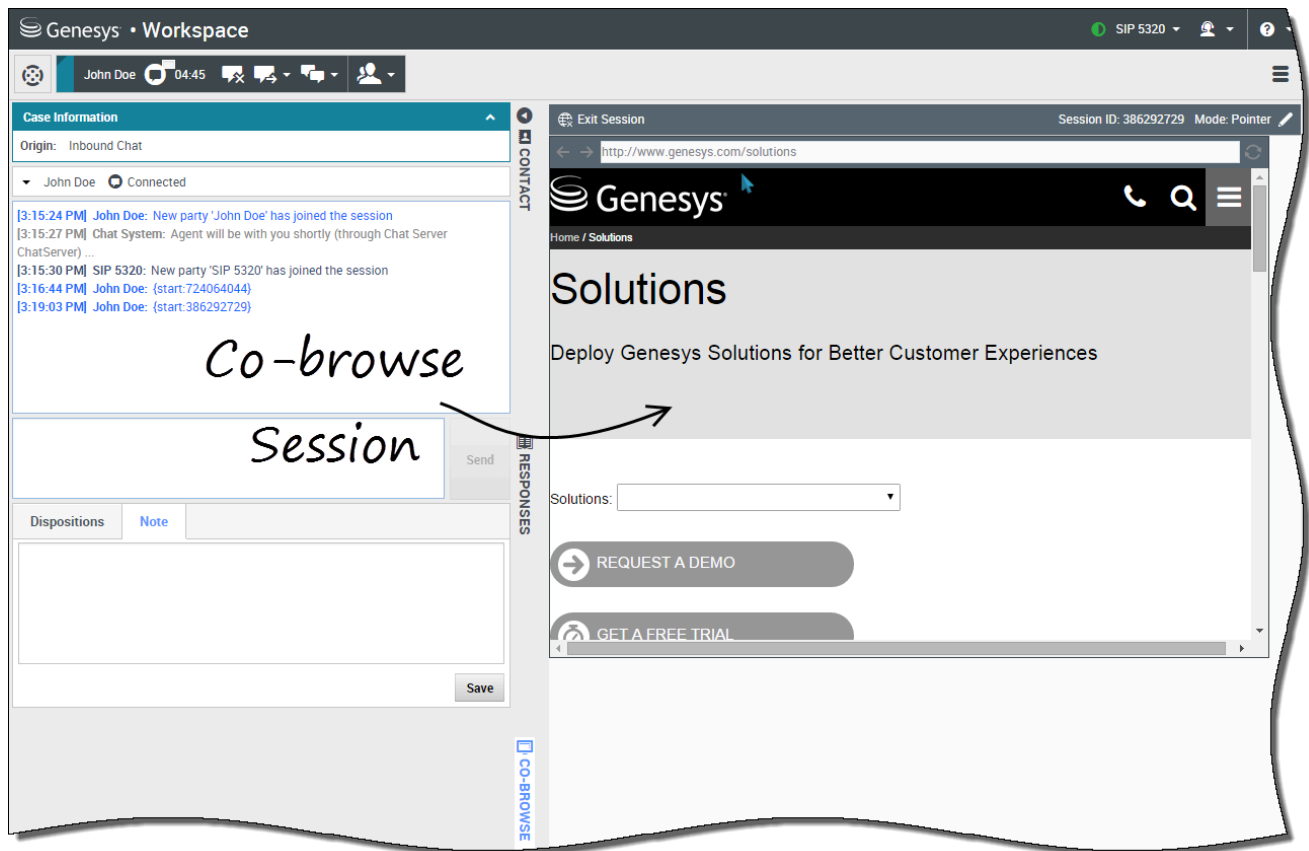 Genesys • Workspace
SIP 5320
John Doe 04:45
Case Information
Origin: Inbound Chat
John Doe Connected
[3:15:24 PM] John Doe: New party 'John Doe' has joined the session
[3:15:27 PM] Chat System: Agent will be with you shortly (through Chat Server
ChatServer) ...
[3:15:30 PM] SIP 5320: New party 'SIP 5320' has joined the session
[3:16:44 PM] John Doe: {start:724064044}
[3:19:03 PM] John Doe: {start:386292729}
Co-browse
Session
Send
Dispositions Note
Save
CONTACT
RESPONSES
CO-BROWSE
Exit Session Session ID: 386292729 Mode: Pointer
http://www.genesys.com/solutions
Genesys
Home / Solutions
Solutions
Deploy Genesys Solutions for Better Customer Experiences
Solutions:
REQUEST A DEMO
GET A FREE TRIAL